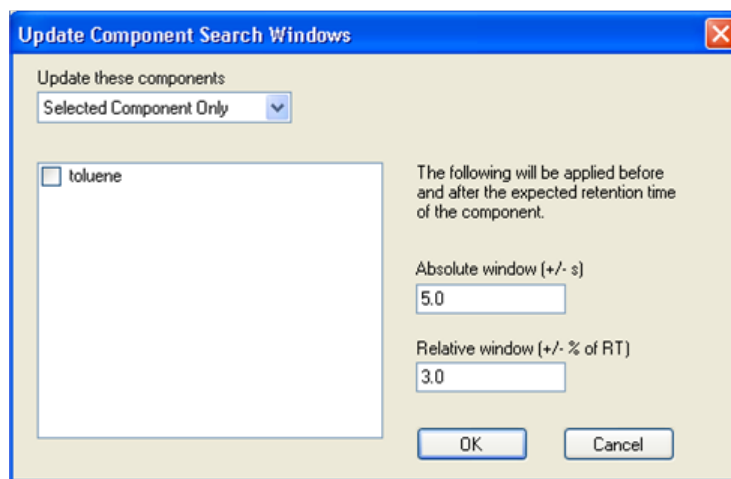 Update Component Search Windows
Update these components
Selected Component Only
toluene
The following will be applied before
and after the expected retention time
of the component.
Absolute window (+/- s)
5.0
Relative window (+/- % of RT)
3.0
OK
Cancel